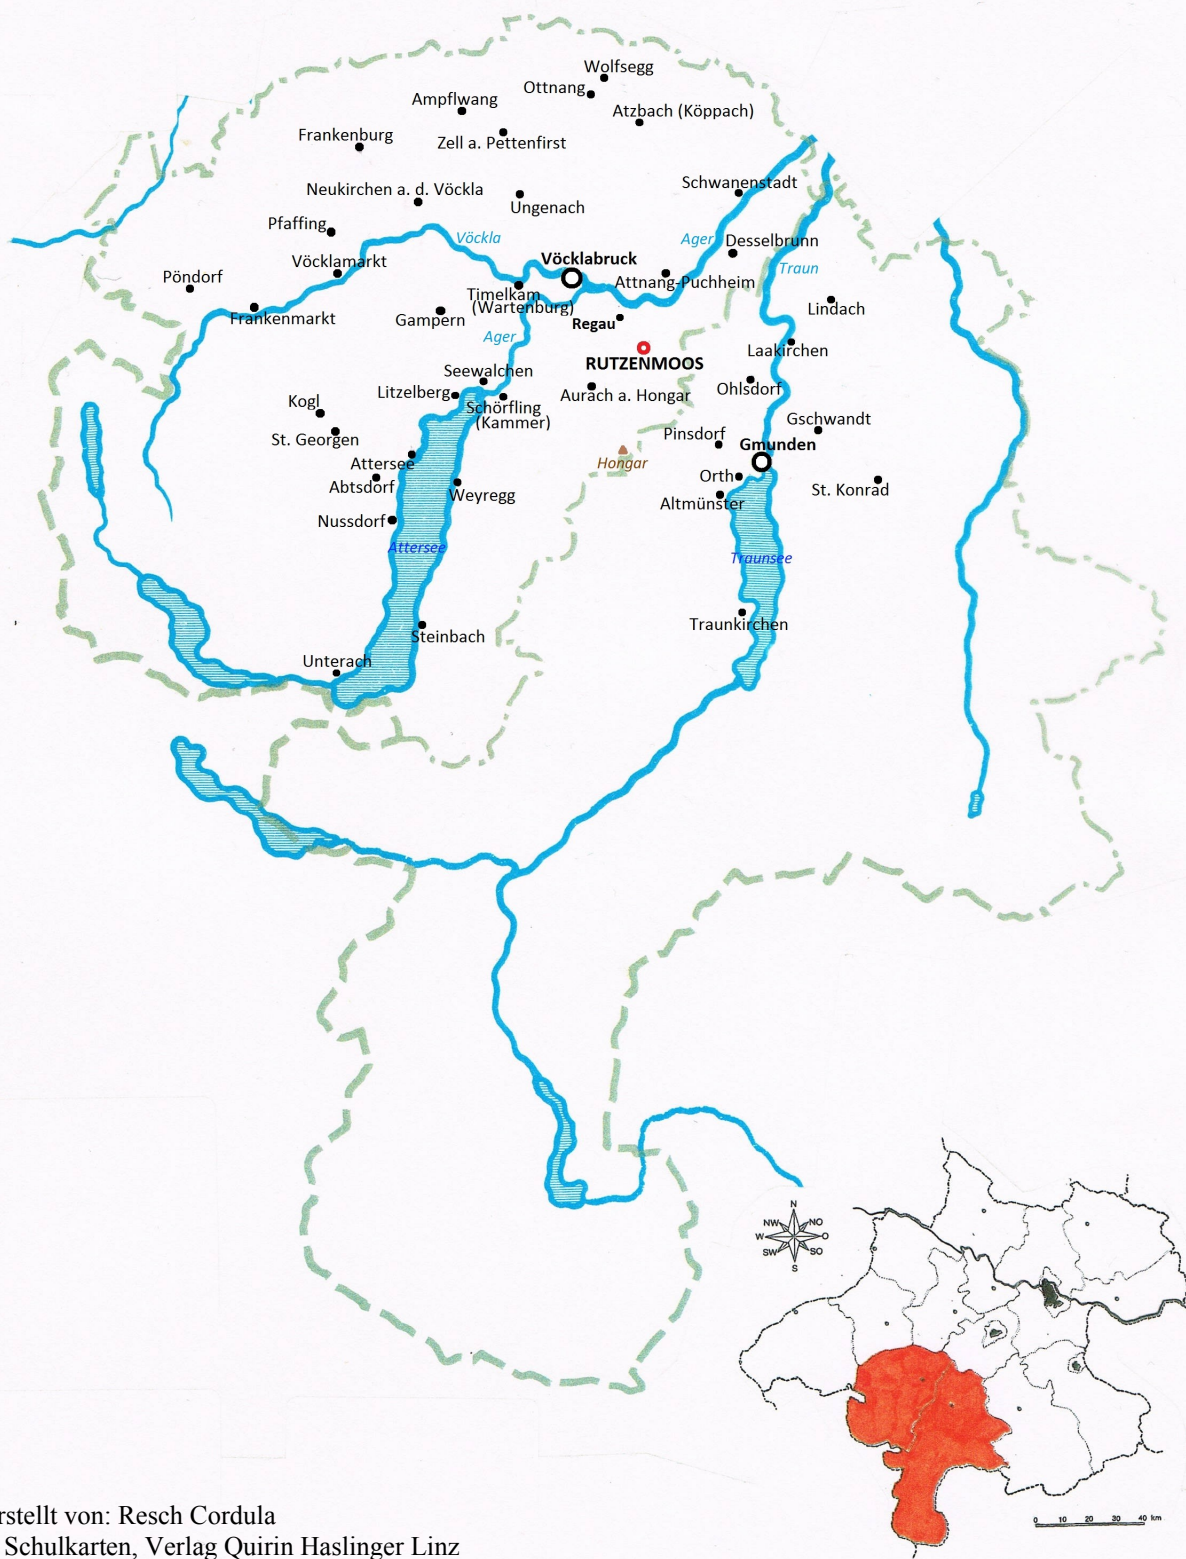 Wolfsegg
Ottnang
Ampflwang
Atzbach (Köppach)
Frankenburg
Zell a. Pettenfirst
Neukirchen a. d. Vöckla
Schwanenstadt
Ungenach
Pfaffing
Vöckla
Ager
Desselbrunn
Vöcklamarkt
Vöcklabruck
Traun
Pöndorf
Attnang-Puchheim
Timelkam
(Wartenburg)
Lindach
Frankenmarkt
Gampern
Regau
Ager
Laakirchen
RUTZENMOOS
Seewalchen
Litzelberg
Aurach a. Hongar
Ohlsdorf
Kogl
Schörfling
(Kammer)
Gschwandt
St. Georgen
Pinsdorf
Gmunden
Attersee
Hongar
Orth
Abtsdorf
Weyregg
St. Konrad
Altmünster
Nussdorf
Attersee
Traunsee
Traunkirchen
Steinbach
Unterach
N
NW
NO
W
O
SW
SO
S
0 10 20 30 40 km
rstellt von: Resch Cordula
Schulkarten, Verlag Quirin Haslinger Linz